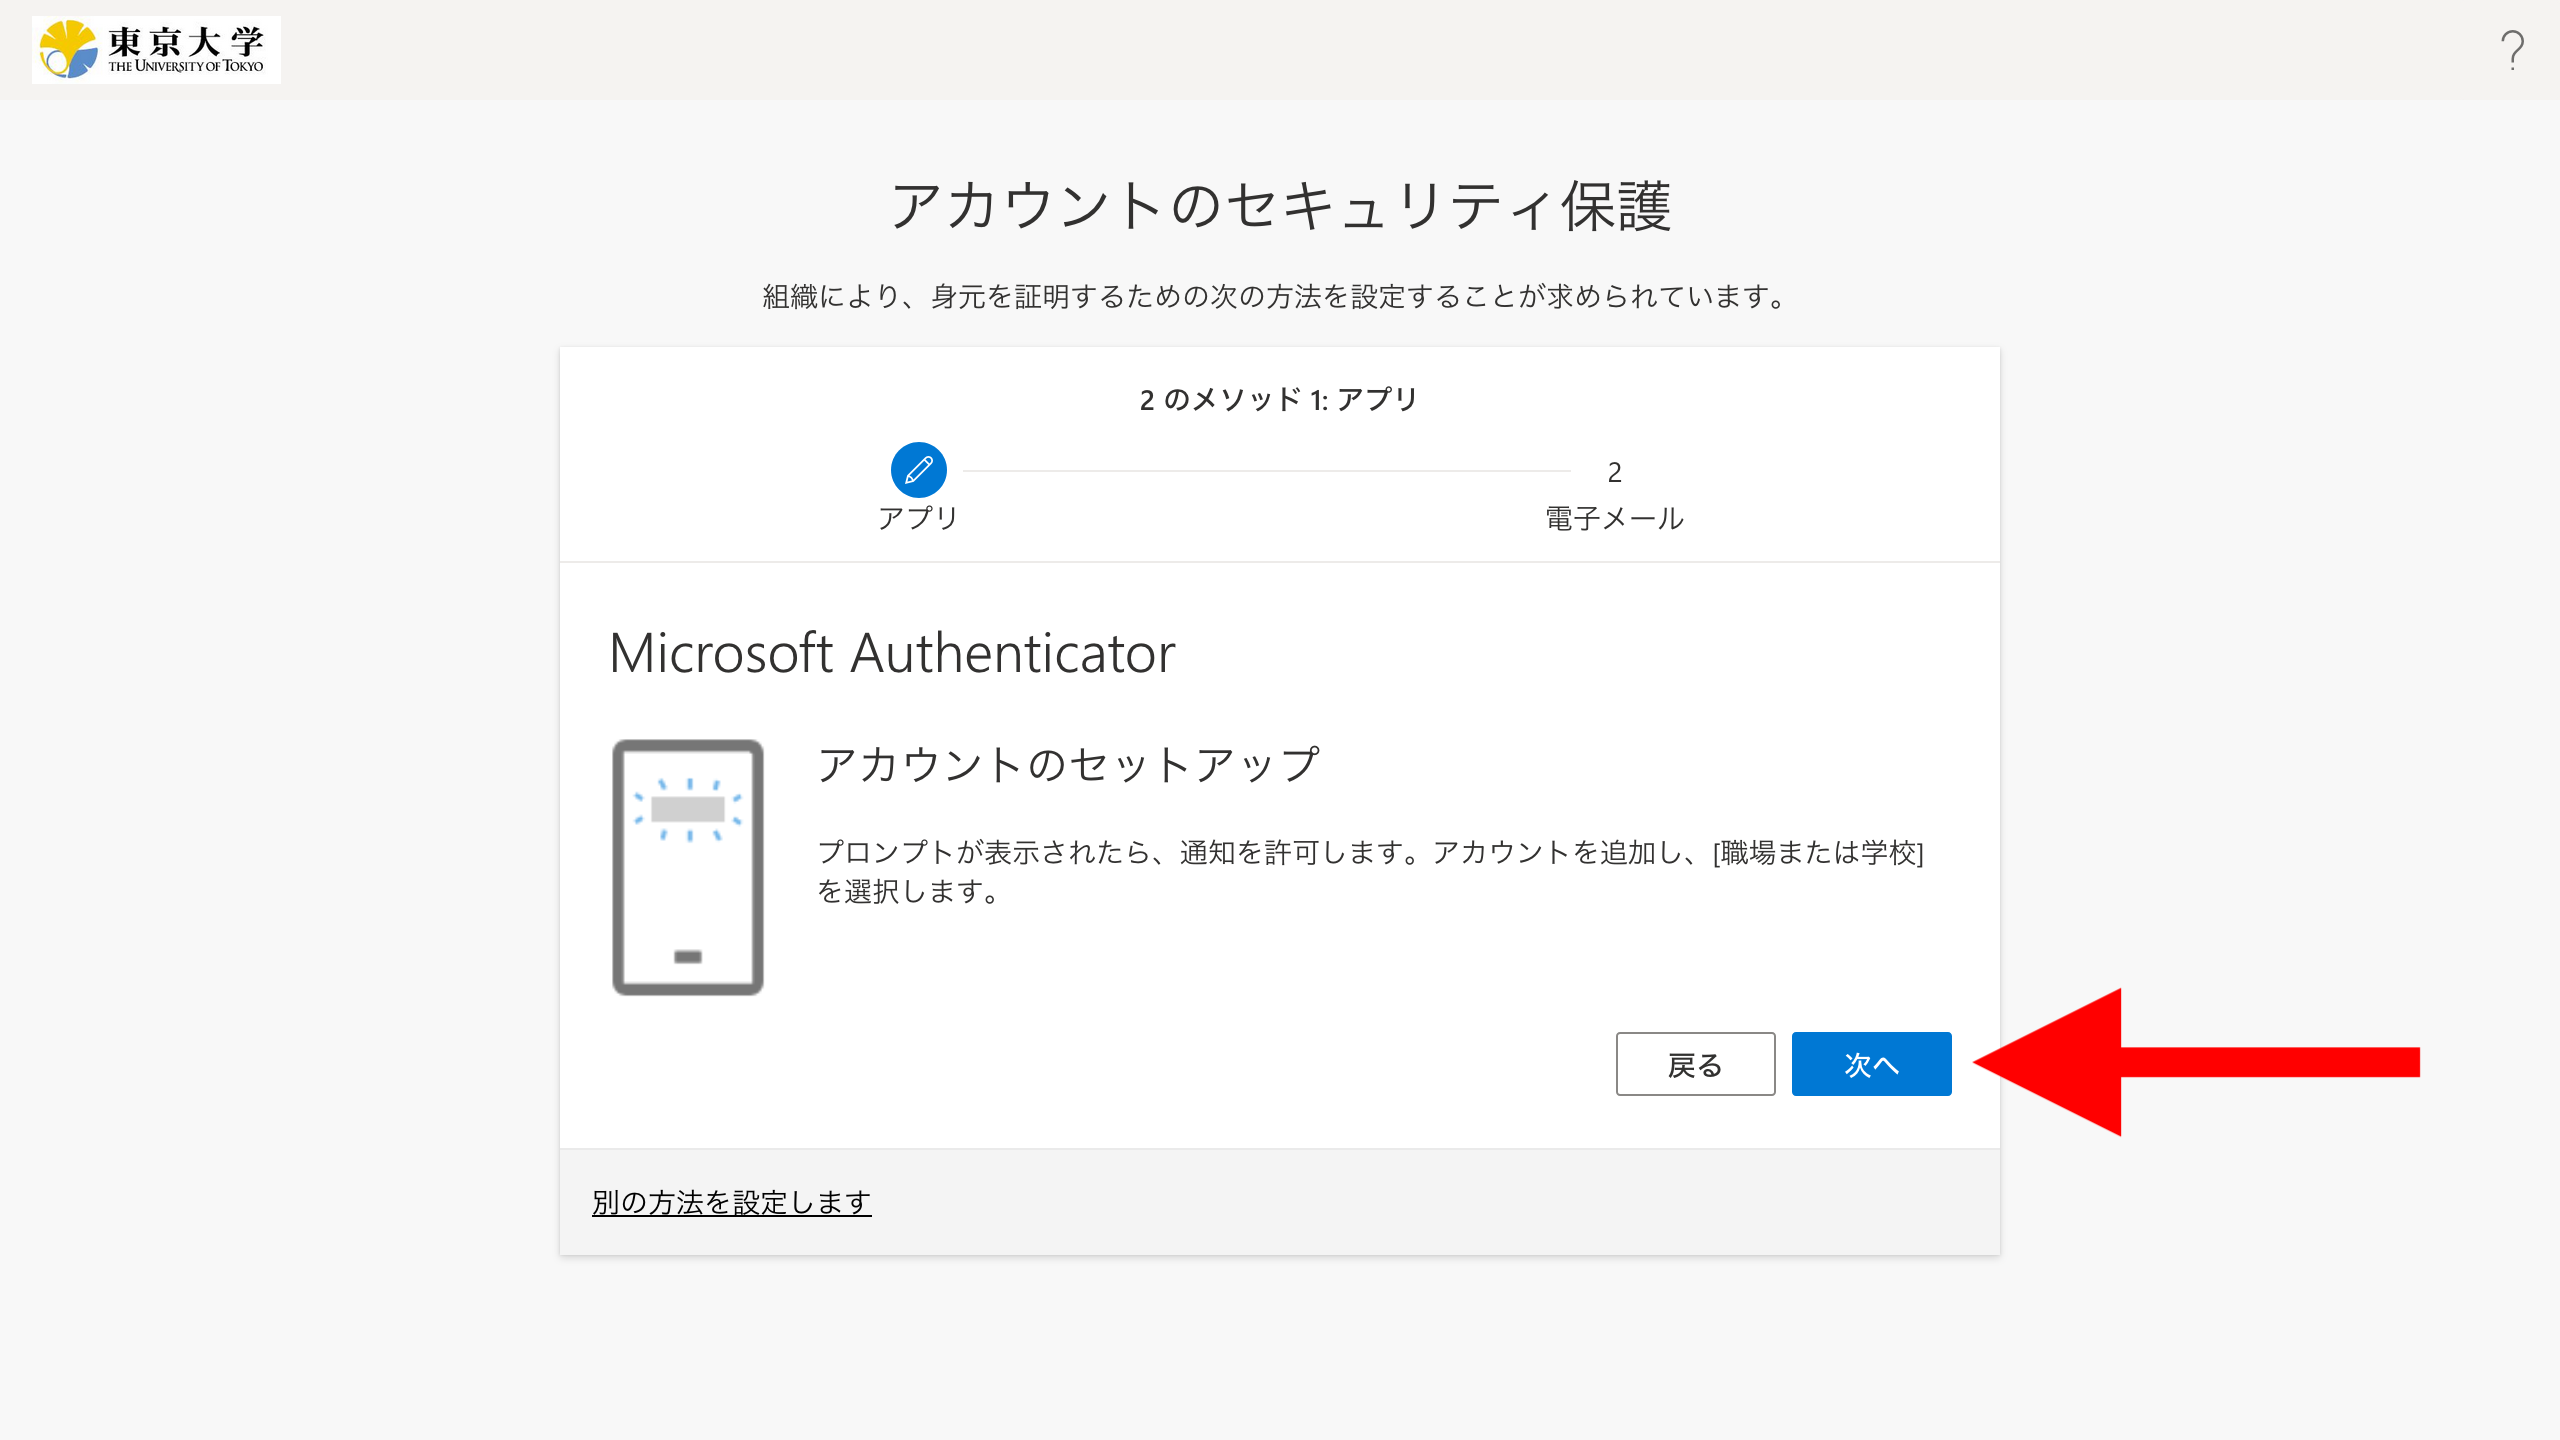 東京大学
THE UNIVERSITY OF TOKYO
?
アカウントのセキュリティ保護
組織により、身元を証明するための次の方法を設定することが求められています。
2 のメソッド 1: アプリ
2
アプリ
電子メール
Microsoft Authenticator
アカウントのセットアップ
プロンプトが表示されたら、通知を許可します。アカウントを追加し、[職場または学校]
を選択します。
戻る
次へ
別の方法を設定します